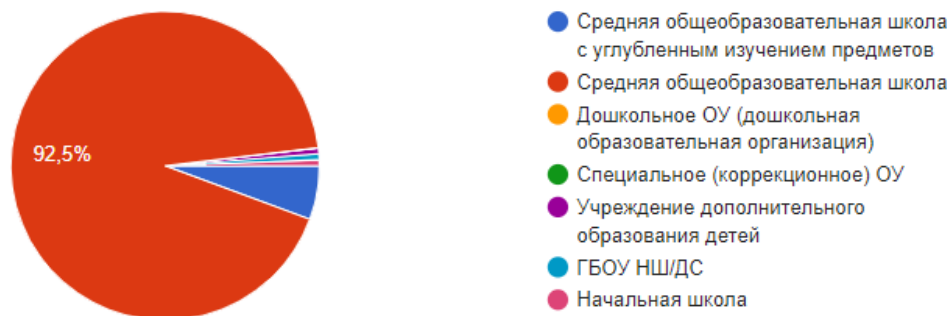 92,5%
Средняя общеобразовательная школа
с углубленным изучением предметов
Средняя общеобразовательная школа
Дошкольное ОУ (дошкольная
образовательная организация)
Специальное (коррекционное) ОУ
Учреждение дополнительного
образования детей
ГБОУ НШ/ДС
Начальная школа